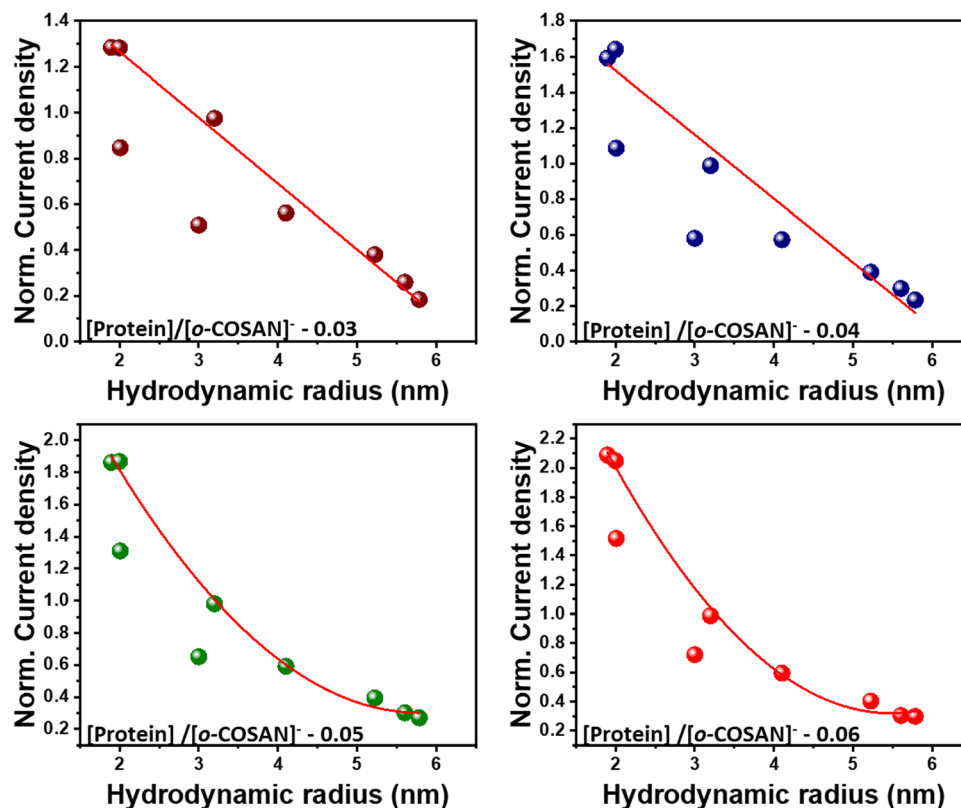 Norm. Current density
1.4
1.2
1.0
0.8
0.6
0.4
0.2
0.0
[Protein]/[o-COSAN]⁻ - 0.03
2 3 4 5 6
Hydrodynamic radius (nm)
Norm. Current density
1.8
1.6
1.4
1.2
1.0
0.8
0.6
0.4
0.2
0.0
[Protein] /[o-COSAN]⁻ - 0.04
2 3 4 5 6
Hydrodynamic radius (nm)
Norm. Current density
2.0
1.8
1.6
1.4
1.2
1.0
0.8
0.6
0.4
0.2
[Protein] /[o-COSAN]⁻ - 0.05
2 3 4 5 6
Hydrodynamic radius (nm)
Norm. Current density
2.2
2.0
1.8
1.6
1.4
1.2
1.0
0.8
0.6
0.4
0.2
[Protein] /[o-COSAN]⁻ - 0.06
2 3 4 5 6
Hydrodynamic radius (nm)